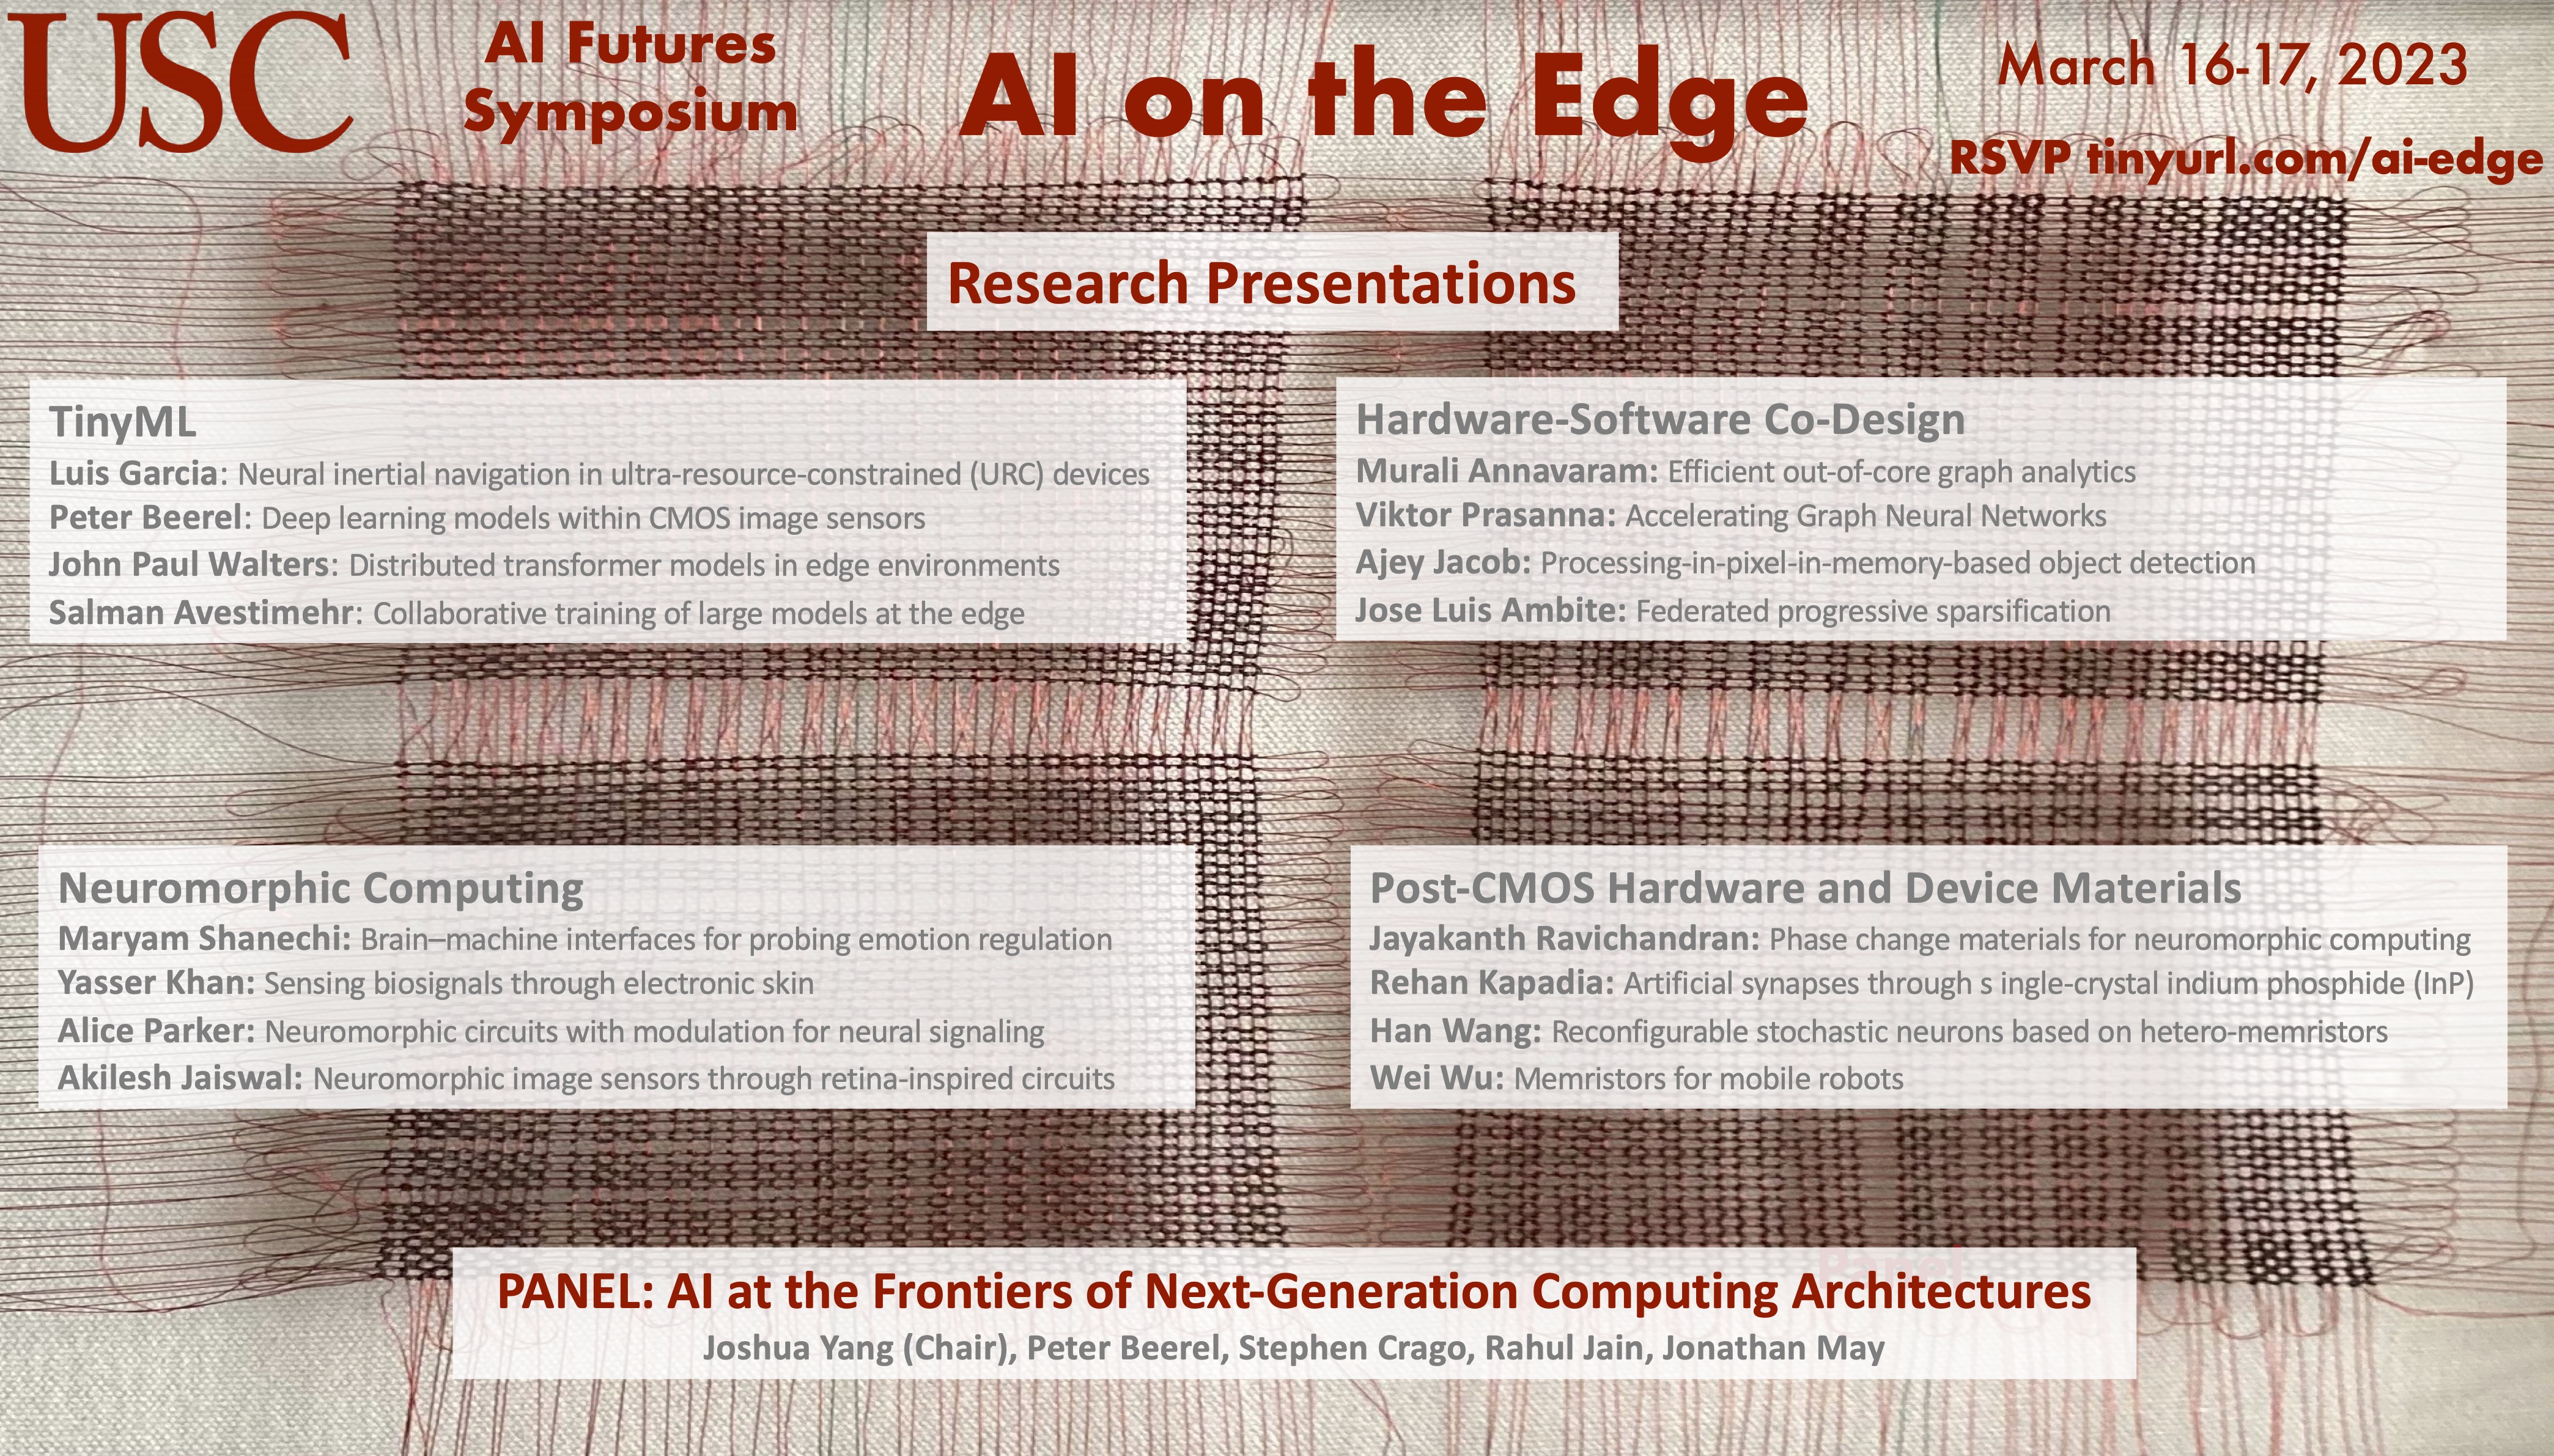 USC
AI Futures
Symposium
AI on the Edge
March 16-17, 2023
RSVP tinyurl.com/ai-edge
Research Presentations
TinyML
Luis Garcia: Neural inertial navigation in ultra-resource-constrained (URC) devices
Peter Beerel: Deep learning models within CMOS image sensors
John Paul Walters: Distributed transformer models in edge environments
Salman Avestimehr: Collaborative training of large models at the edge
Hardware-Software Co-Design
Murali Annavaram: Efficient out-of-core graph analytics
Viktor Prasanna: Accelerating Graph Neural Networks
Ajey Jacob: Processing-in-pixel-in-memory-based object detection
Jose Luis Ambite: Federated progressive sparsification
Neuromorphic Computing
Maryam Shanechi: Brain–machine interfaces for probing emotion regulation
Yasser Khan: Sensing biosignals through electronic skin
Alice Parker: Neuromorphic circuits with modulation for neural signaling
Akilesh Jaiswal: Neuromorphic image sensors through retina-inspired circuits
Post-CMOS Hardware and Device Materials
Jayakanth Ravichandran: Phase change materials for neuromorphic computing
Rehan Kapadia: Artificial synapses through s ingle-crystal indium phosphide (InP)
Han Wang: Reconfigurable stochastic neurons based on hetero-memristors
Wei Wu: Memristors for mobile robots
Panel
PANEL: AI at the Frontiers of Next-Generation Computing Architectures
Joshua Yang (Chair), Peter Beerel, Stephen Crago, Rahul Jain, Jonathan May